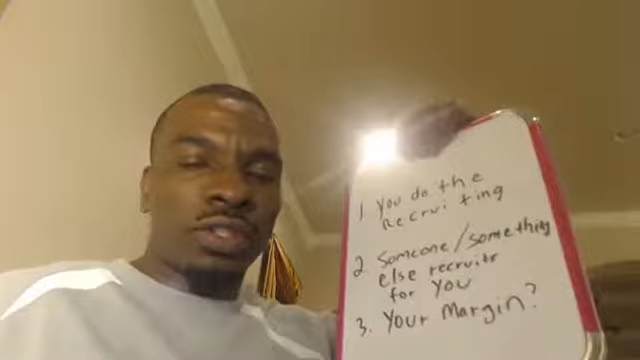 1 You do the
Recruiting
2 Someone/something
else recruits
for You
3. Your Margin?